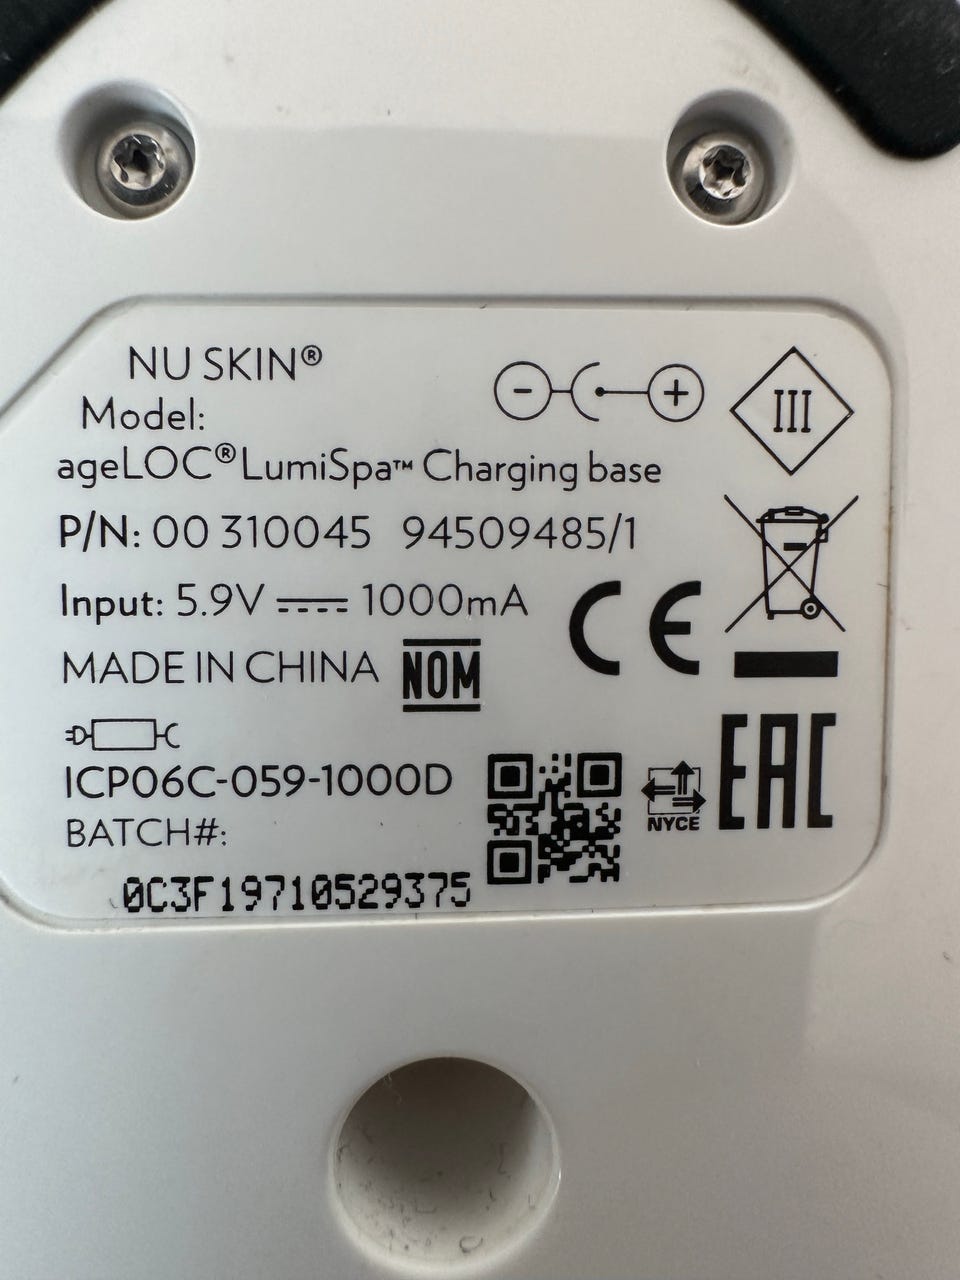 NU SKIN®
Model:
ageLOC® LumiSpa™ Charging base
P/N: 00 310045 94509485/1
Input: 5.9V ⎓ 1000mA
MADE IN CHINA NOM
ICP06C-059-1000D
BATCH#:
0C3F19710529375
- +
III
CE
EAC
NYCE